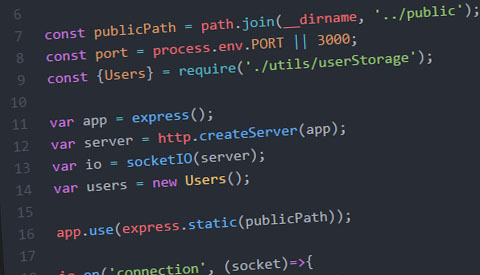 6
7 const publicPath = path.join(__dirname, '../public');
8 const port = process.env.PORT || 3000;
9 const {Users} = require('./utils/userStorage');
10
11 var app = express();
12 var server = http.createServer(app);
13 var io = socketIO(server);
14 var users = new Users();
15
16 app.use(express.static(publicPath));
17
io.on('connection', (socket)=>{